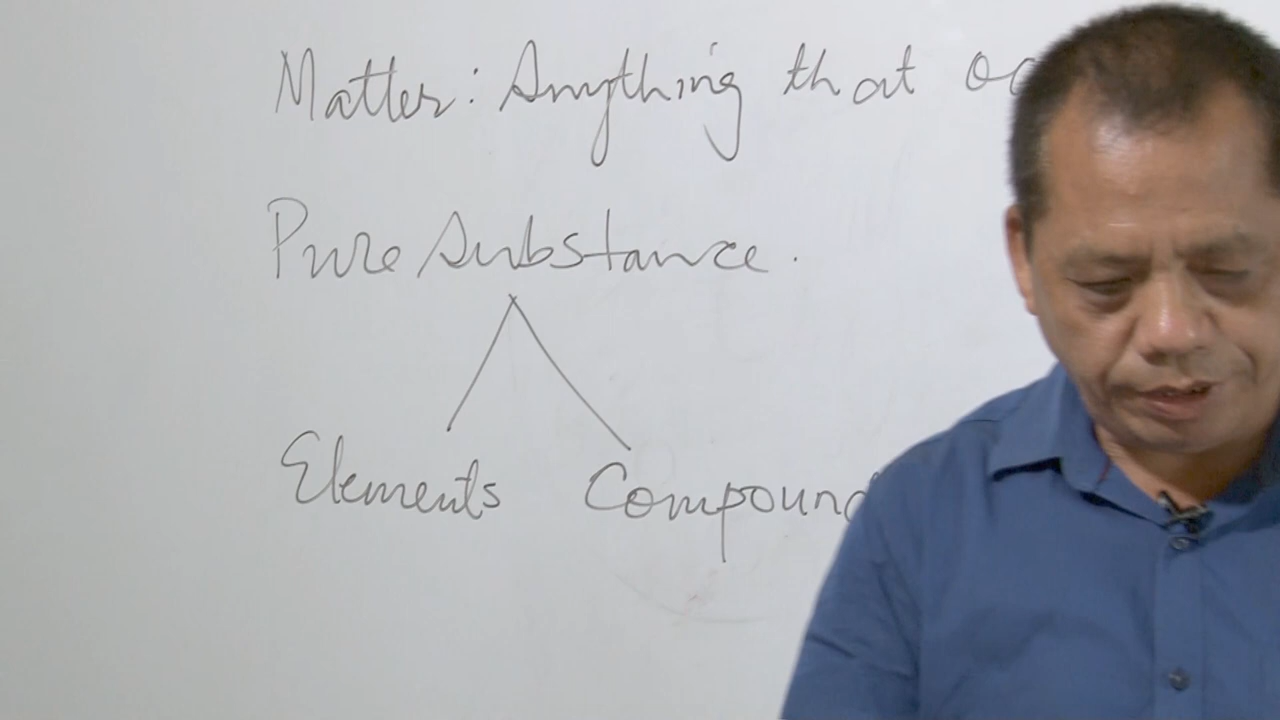 Matter: Anything that oc
Pure Substance.
Elements Compound